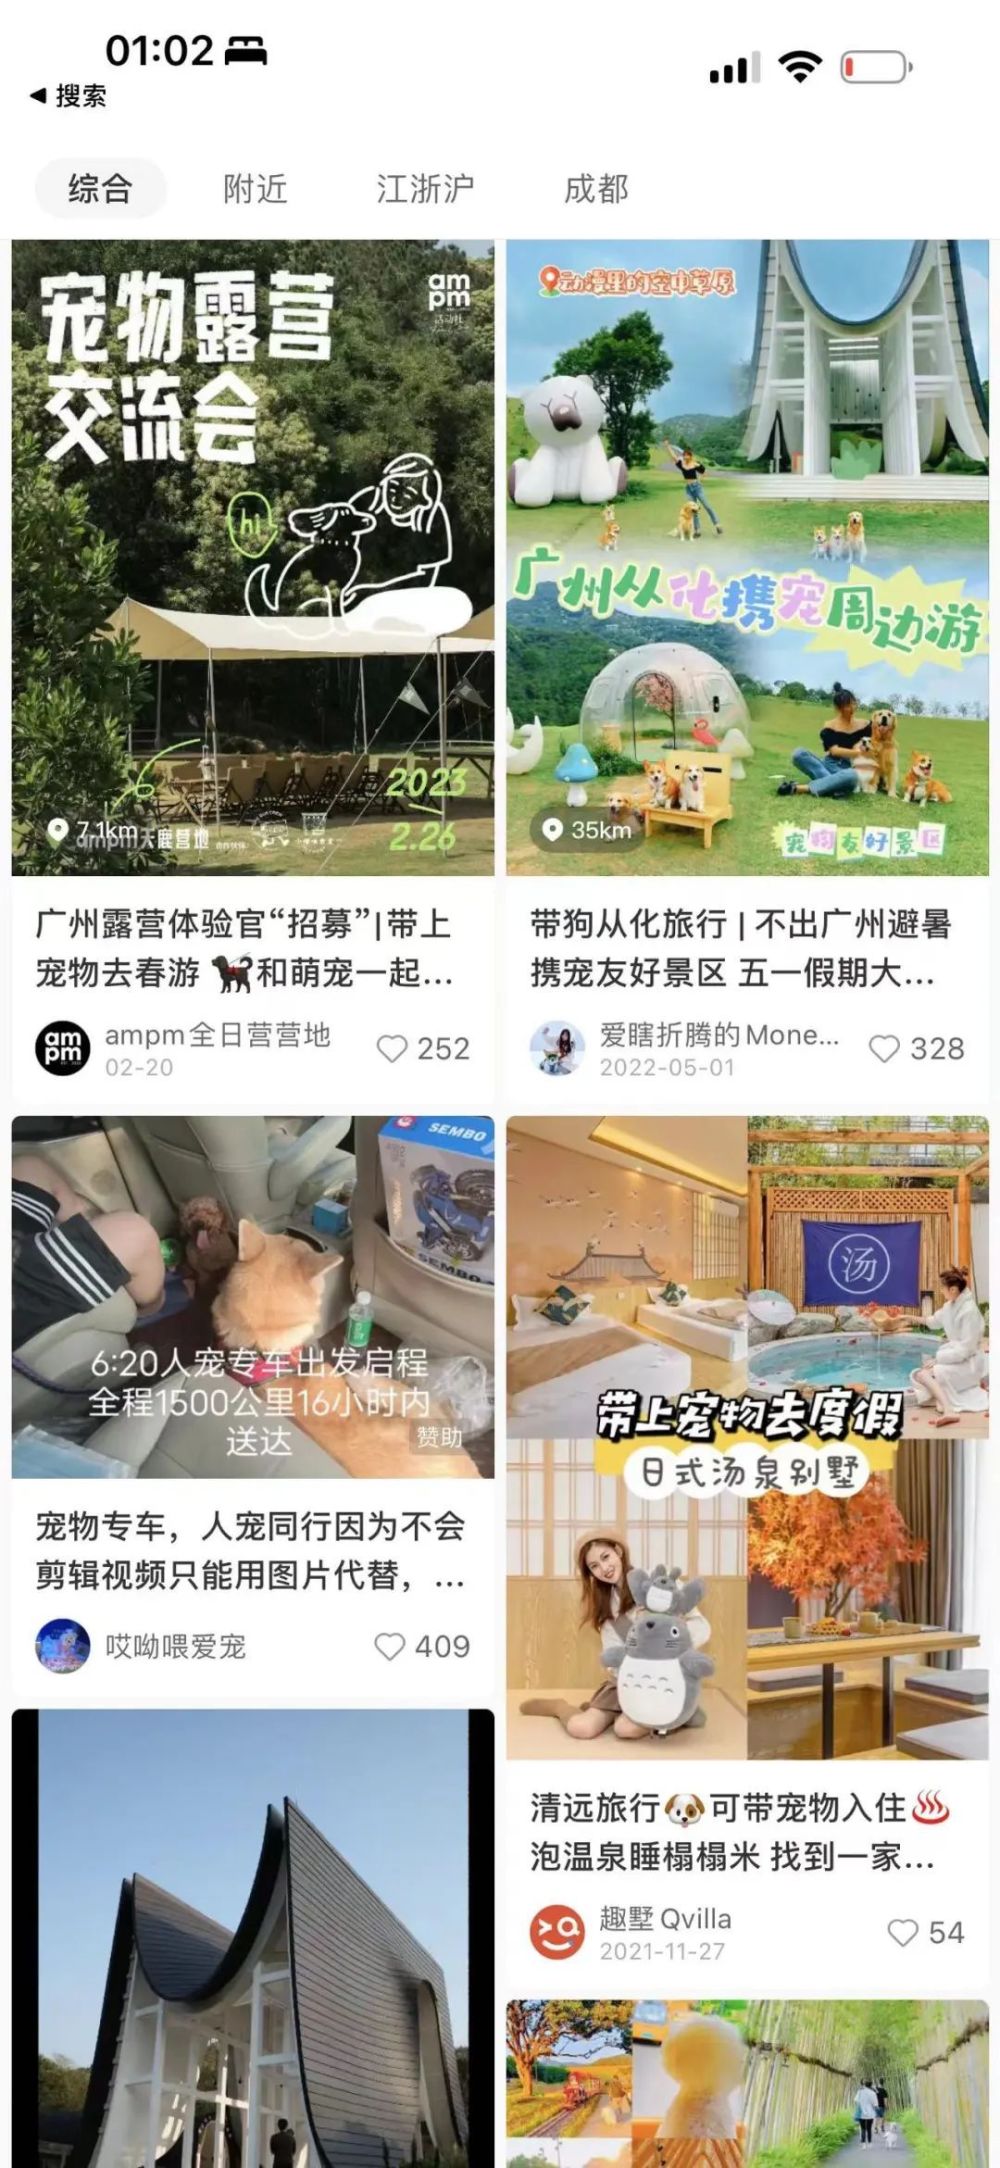 01:02
◀ 搜索
综合 附近 江浙沪 成都
宠物露营
交流会
am
pm
活动社
hi
2023
2.26
7.1km
ampm天鹿营地
动漫里的空中草原
广州从化携宠周边游
35km
宠物友好景区
广州露营体验官“招募”|带上
宠物去春游 和萌宠一起...
am
pm
ampm全日营营地
02-20
252
带狗从化旅行 | 不出广州避暑
携宠友好景区 五一假期大...
爱瞎折腾的Mone...
2022-05-01
328
SEMBO
SEMBO
6:20人宠专车出发启程
全程1500公里16小时内
送达
赞助
宠物专车，人宠同行因为不会
剪辑视频只能用图片代替，...
哎呦喂爱宠
409
汤
带上宠物去度假
日式汤泉别墅
清远旅行 可带宠物入住
泡温泉睡榻榻米 找到一家...
趣墅 Qvilla
2021-11-27
54